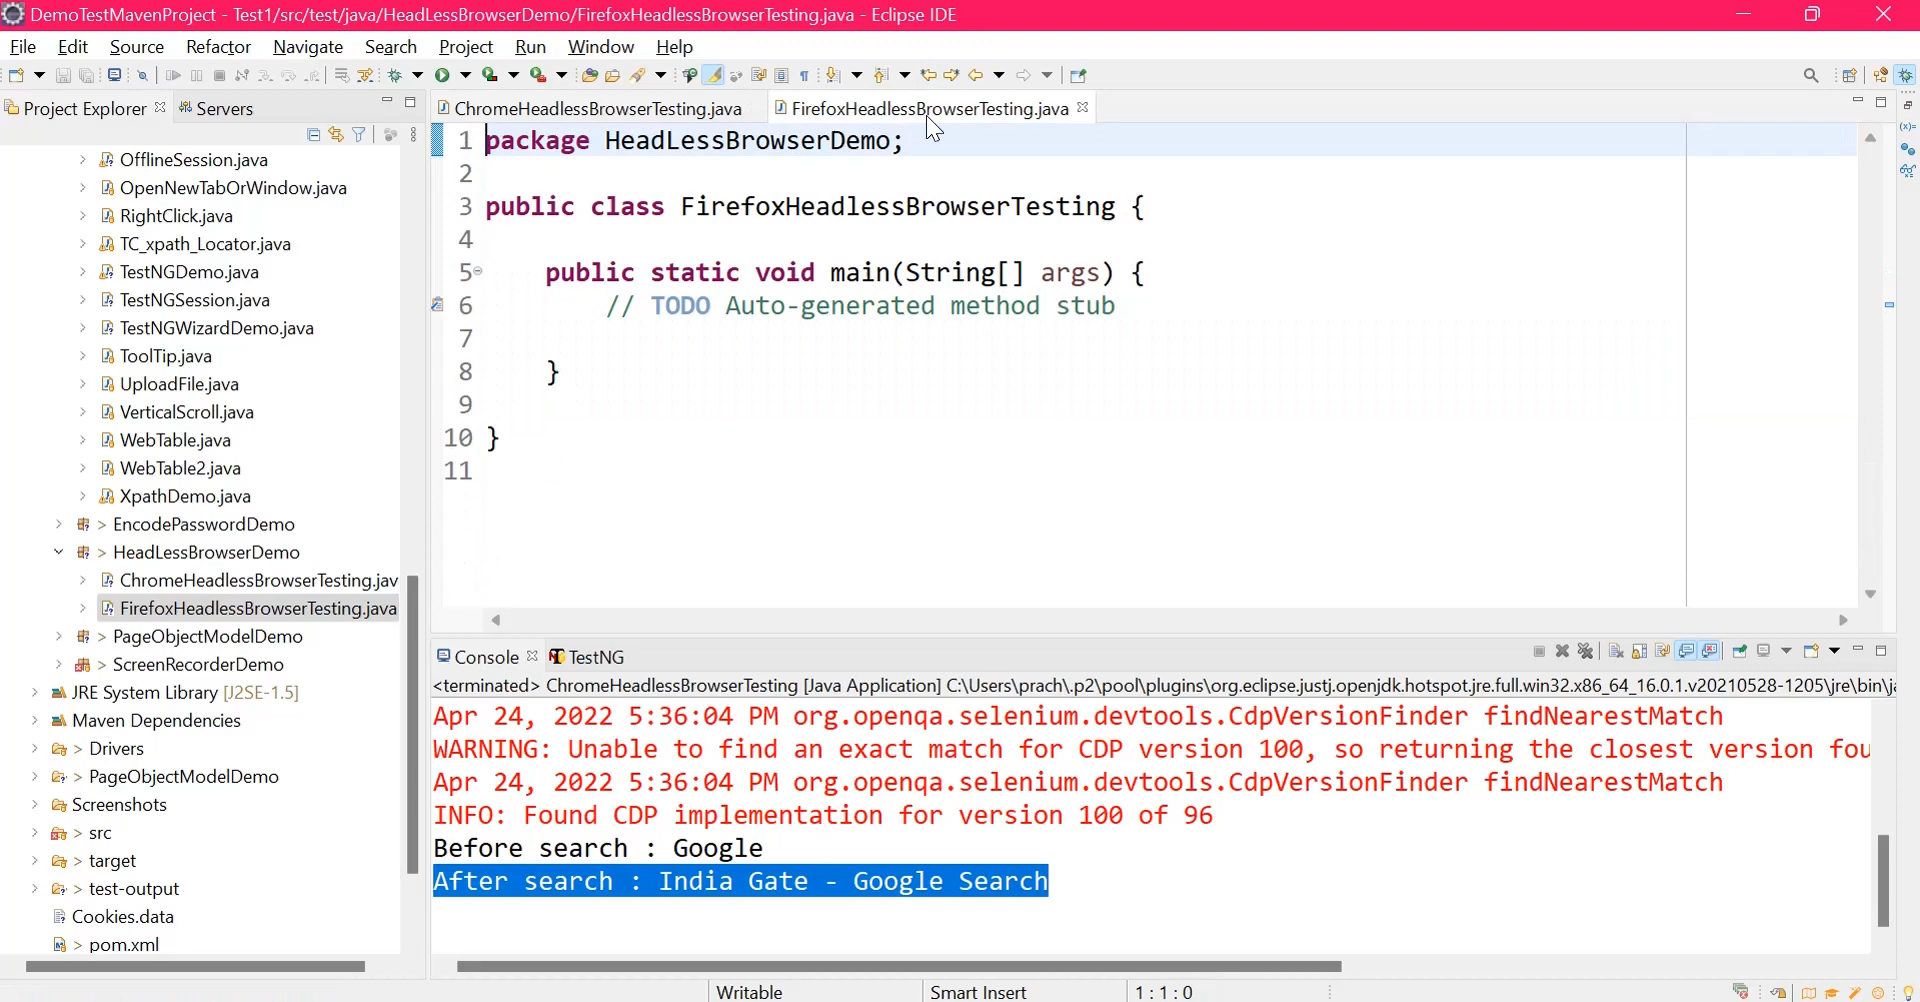 DemoTestMavenProject - Test1/src/test/java/HeadLessBrowserDemo/FirefoxHeadlessBrowserTesting.java - Eclipse IDE
File Edit Source Refactor Navigate Search Project Run Window Help
Project Explorer Servers
ChromeHeadlessBrowserTesting.java FirefoxHeadlessBrowserTesting.java
OfflineSession.java
OpenNewTabOrWindow.java
RightClick.java
TC_xpath_Locator.java
TestNGDemo.java
TestNGSession.java
TestNGWizardDemo.java
ToolTip.java
UploadFile.java
VerticalScroll.java
WebTable.java
WebTable2.java
XpathDemo.java
> EncodePasswordDemo
> HeadLessBrowserDemo
ChromeHeadlessBrowserTesting.jav
FirefoxHeadlessBrowserTesting.java
> PageObjectModelDemo
> ScreenRecorderDemo
JRE System Library [J2SE-1.5]
Maven Dependencies
> Drivers
> PageObjectModelDemo
Screenshots
> src
> target
> test-output
Cookies.data
> pom.xml
1 package HeadLessBrowserDemo;
2
3 public class FirefoxHeadlessBrowserTesting {
4
5 public static void main(String[] args) {
6 // TODO Auto-generated method stub
7
8 }
9
10 }
11
Console TestNG
<terminated> ChromeHeadlessBrowserTesting [Java Application] C:\Users\prach\.p2\pool\plugins\org.eclipse.justj.openjdk.hotspot.jre.full.win32.x86_64_16.0.1.v20210528-1205\jre\bin\ja
Apr 24, 2022 5:36:04 PM org.openqa.selenium.devtools.CdpVersionFinder findNearestMatch
WARNING: Unable to find an exact match for CDP version 100, so returning the closest version fou
Apr 24, 2022 5:36:04 PM org.openqa.selenium.devtools.CdpVersionFinder findNearestMatch
INFO: Found CDP implementation for version 100 of 96
Before search : Google
After search : India Gate - Google Search
Writable Smart Insert 1 : 1 : 0